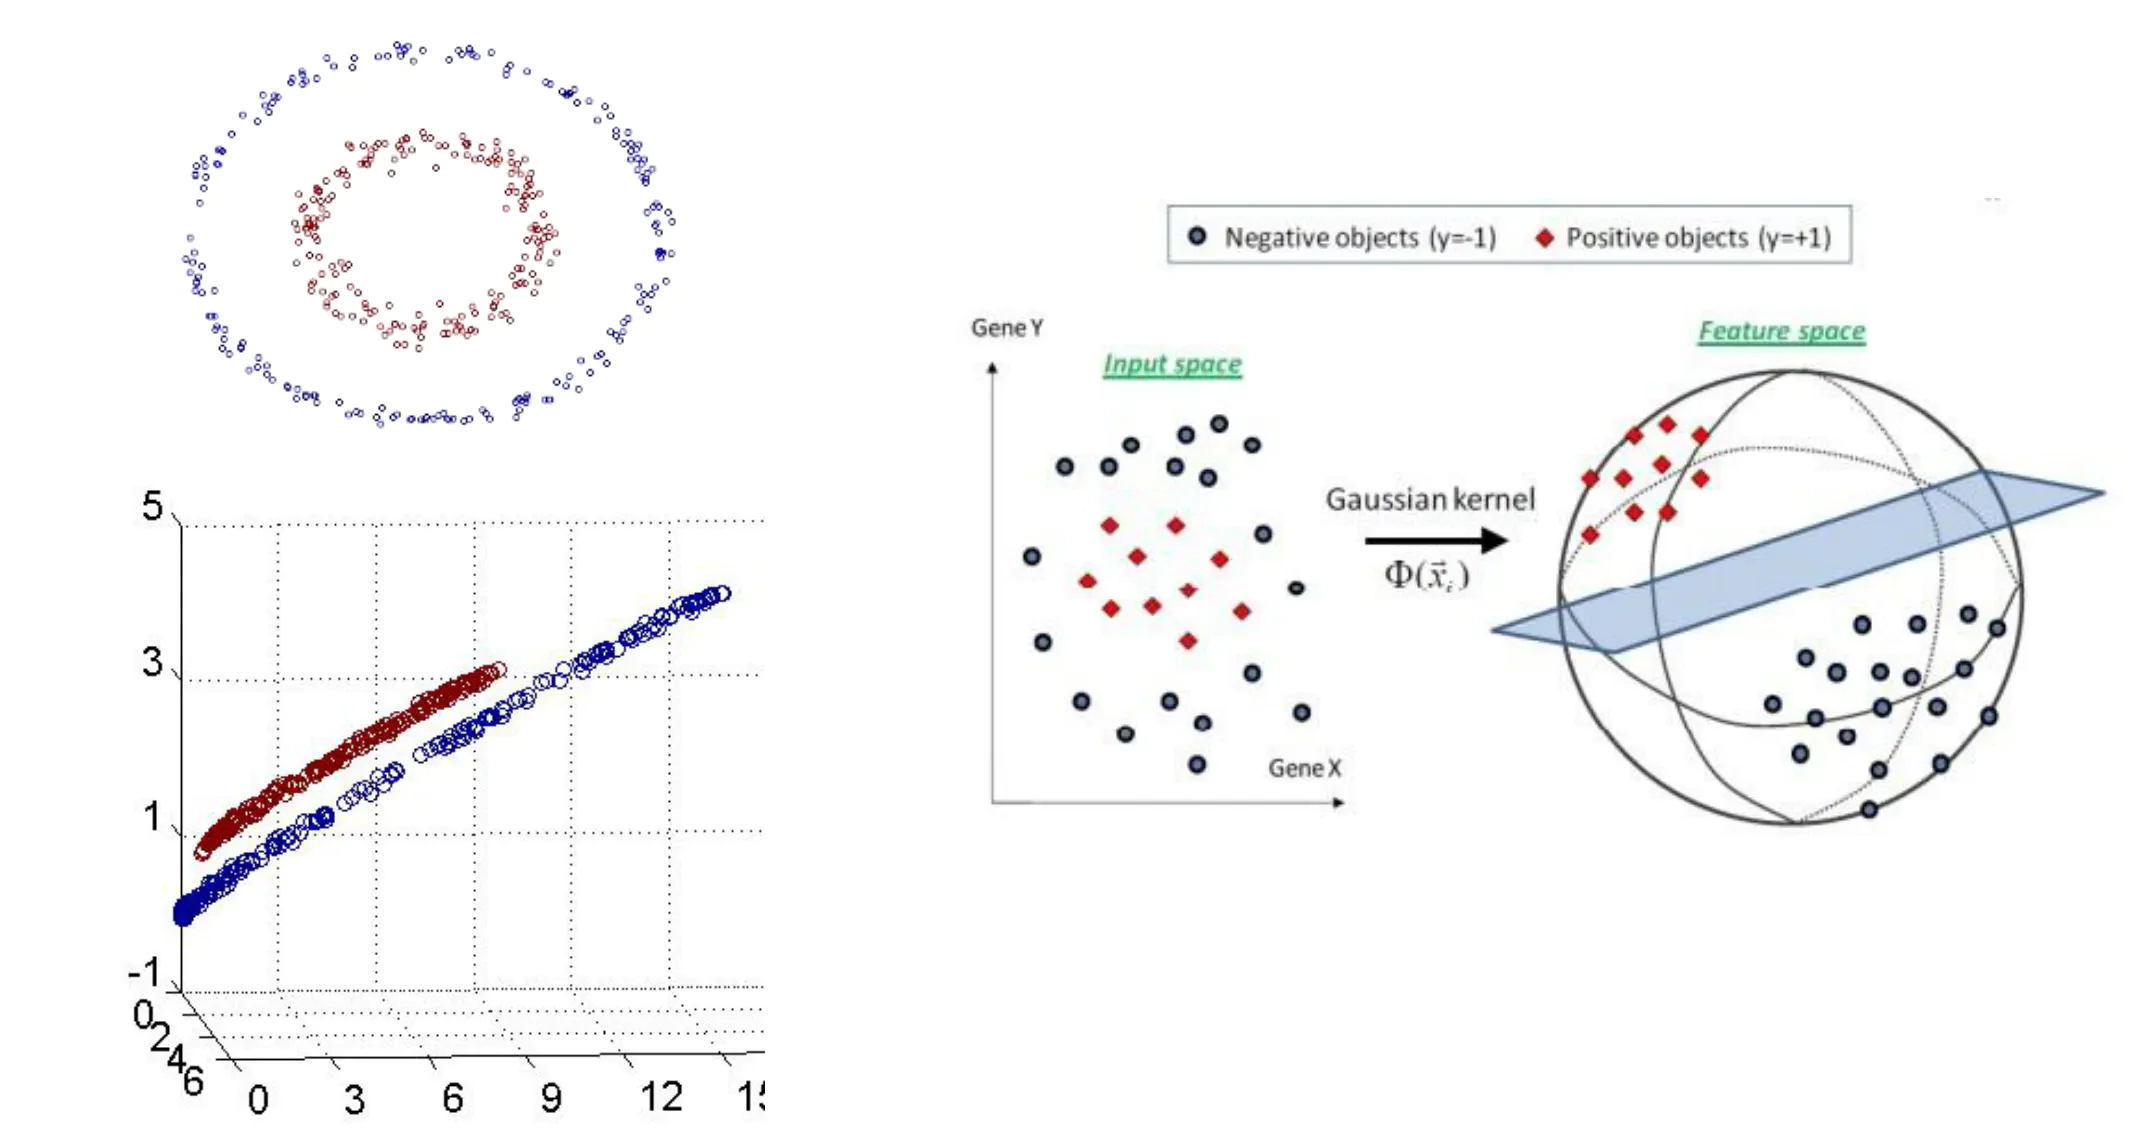 Negative objects (y=-1) Positive objects (y=+1)
Gene Y
Input space
Feature space
Gaussian kernel
Φ(x⃗ᵢ)
Gene X
5
3
1
-1
0
2
4
6
0 3 6 9 12